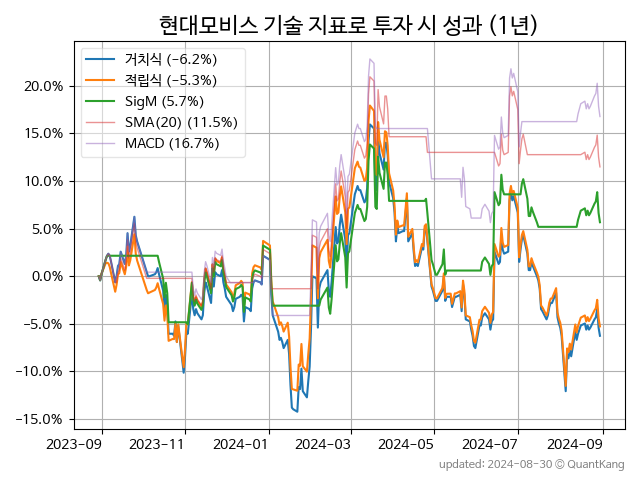 현대모비스 기술 지표로 투자 시 성과 (1년)
거치식 (−6.2%)
적립식 (−5.3%)
SigM (5.7%)
SMA(20) (11.5%)
MACD (16.7%)
20.0%
15.0%
10.0%
5.0%
0.0%
−5.0%
−10.0%
−15.0%
2023-09 2023-11 2024-01 2024-03 2024-05 2024-07 2024-09
updated: 2024-08-30 © QuantKang